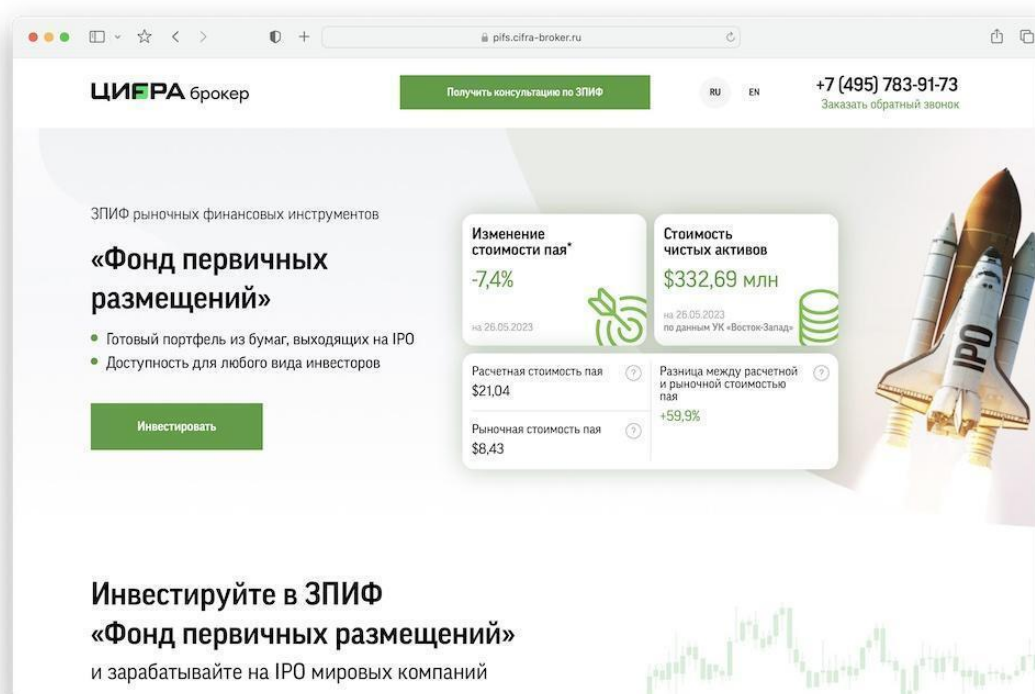 pifs.cifra-broker.ru
ЦИFРА брокер
Получить консультацию по ЗПИФ
RU
EN
+7 (495) 783-91-73
Заказать обратный звонок
ЗПИФ рыночных финансовых инструментов
«Фонд первичных
размещений»
Готовый портфель из бумаг, выходящих на IPO
Доступность для любого вида инвесторов
Инвестировать
Изменение
стоимости пая*
-7,4%
на 26.05.2023
Стоимость
чистых активов
$332,69 млн
на 26.05.2023
по данным УК «Восток-Запад»
Расчетная стоимость пая
?
$21,04
Рыночная стоимость пая
?
$8,43
Разница между расчетной
и рыночной стоимостью
пая
?
+59,9%
IPO
Инвестируйте в ЗПИФ
«Фонд первичных размещений»
и зарабатывайте на IPO мировых компаний